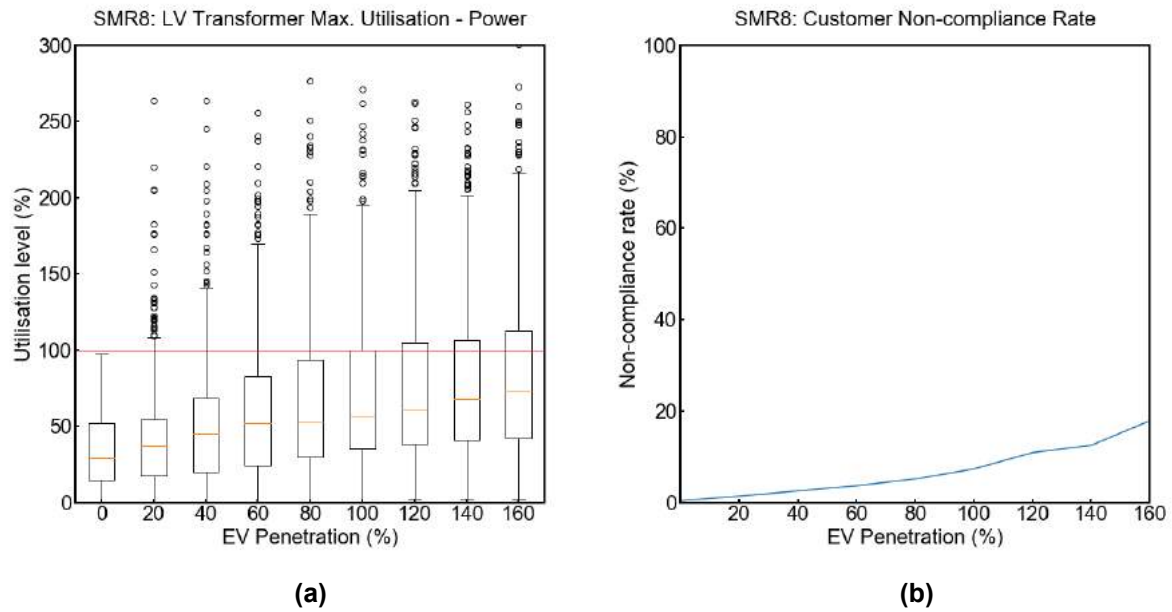 SMR8: LV Transformer Max. Utilisation - Power
300
250
200
150
100
50
0
Utilisation level (%)
0 20 40 60 80 100 120 140 160
EV Penetration (%)
(a)
SMR8: Customer Non-compliance Rate
100
80
60
40
20
0
Non-compliance rate (%)
20 40 60 80 100 120 140 160
EV Penetration (%)
(b)